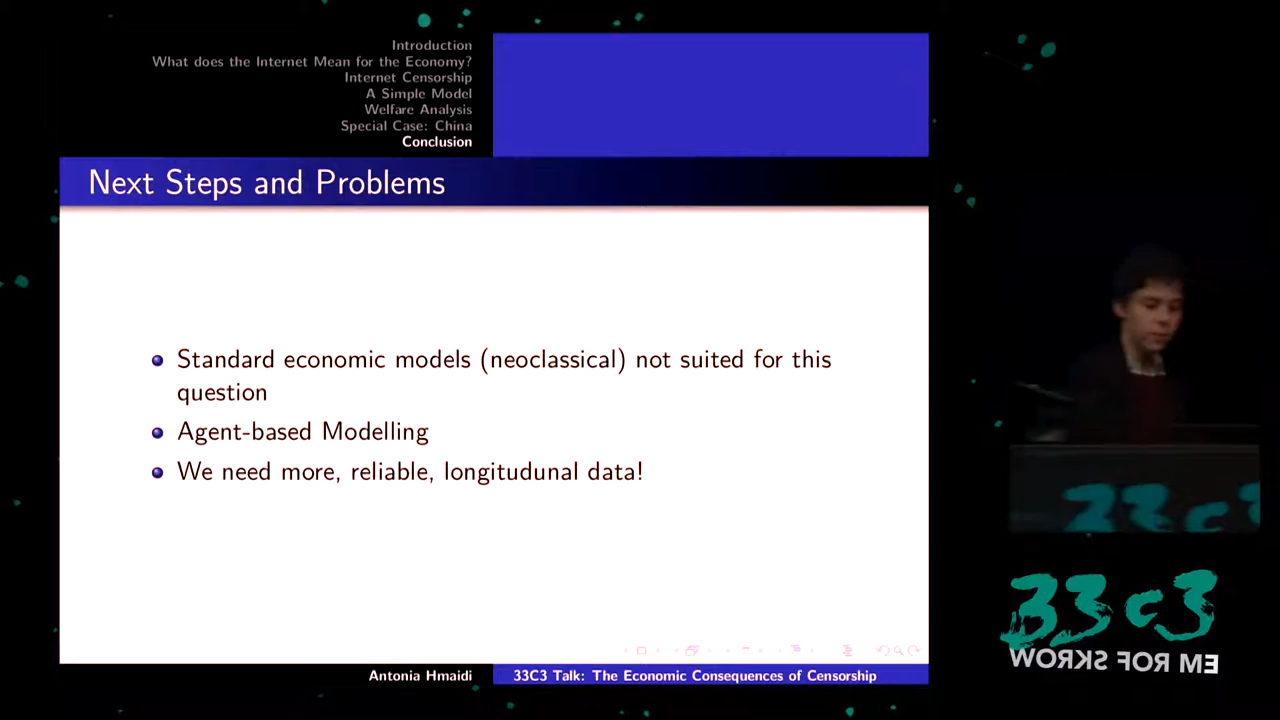 Introduction
What does the Internet Mean for the Economy?
Internet Censorship
A Simple Model
Welfare Analysis
Special Case: China
Conclusion
Next Steps and Problems
Standard economic models (neoclassical) not suited for this
question
Agent-based Modelling
We need more, reliable, longitudunal data!
Antonia Hmaidi
33C3 Talk: The Economic Consequences of Censorship
33c3
33c3
WORKS FOR ME